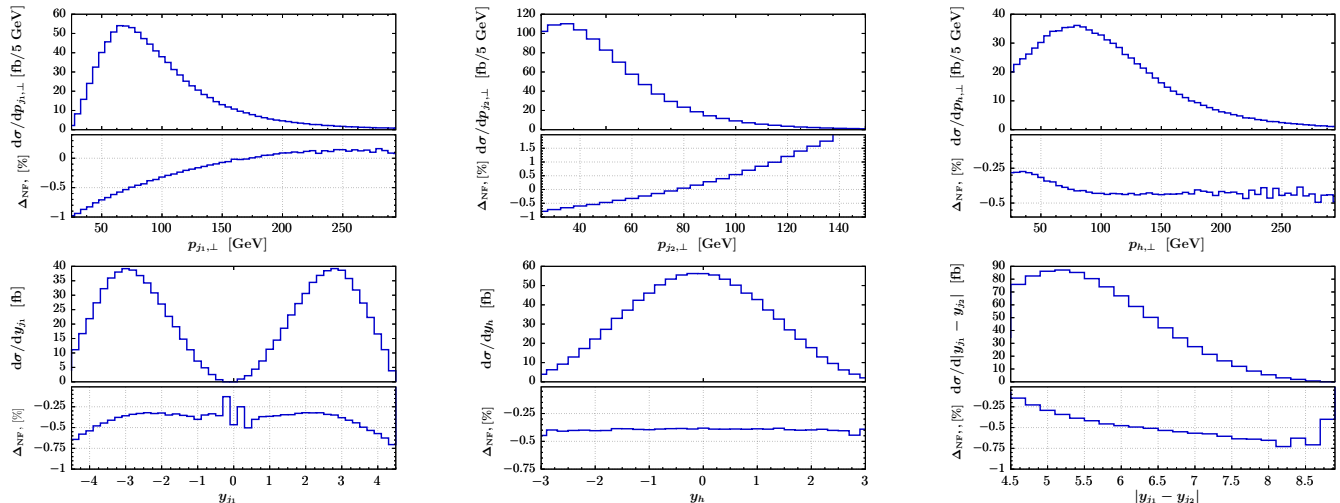 dσ/dp_{j₁,⊥} [fb/5 GeV]
60
50
40
30
20
10
0
Δ_NF, [%]
0
−0.5
−1
50 100 150 200 250
p_{j₁,⊥} [GeV]
dσ/dp_{j₂,⊥} [fb/5 GeV]
120
100
80
60
40
20
0
Δ_NF, [%]
1.5
1
0.5
0
−0.5
−1
40 60 80 100 120 140
p_{j₂,⊥} [GeV]
dσ/dp_{h,⊥} [fb/5 GeV]
40
30
20
10
0
Δ_NF, [%]
−0.25
−0.5
50 100 150 200 250
p_{h,⊥} [GeV]
dσ/dy_{j₁} [fb]
40
35
30
25
20
15
10
5
0
Δ_NF, [%]
−0.25
−0.5
−0.75
−1
−4 −3 −2 −1 0 1 2 3 4
y_{j₁}
dσ/dy_h [fb]
60
50
40
30
20
10
0
Δ_NF, [%]
−0.25
−0.5
−0.75
−3 −2 −1 0 1 2 3
y_h
dσ/d|y_{j₁} − y_{j₂}| [fb]
90
80
70
60
50
40
30
20
10
0
Δ_NF,, [%]
−0.25
−0.5
−0.75
−1
4.5 5 5.5 6 6.5 7 7.5 8 8.5
|y_{j₁} − y_{j₂}|